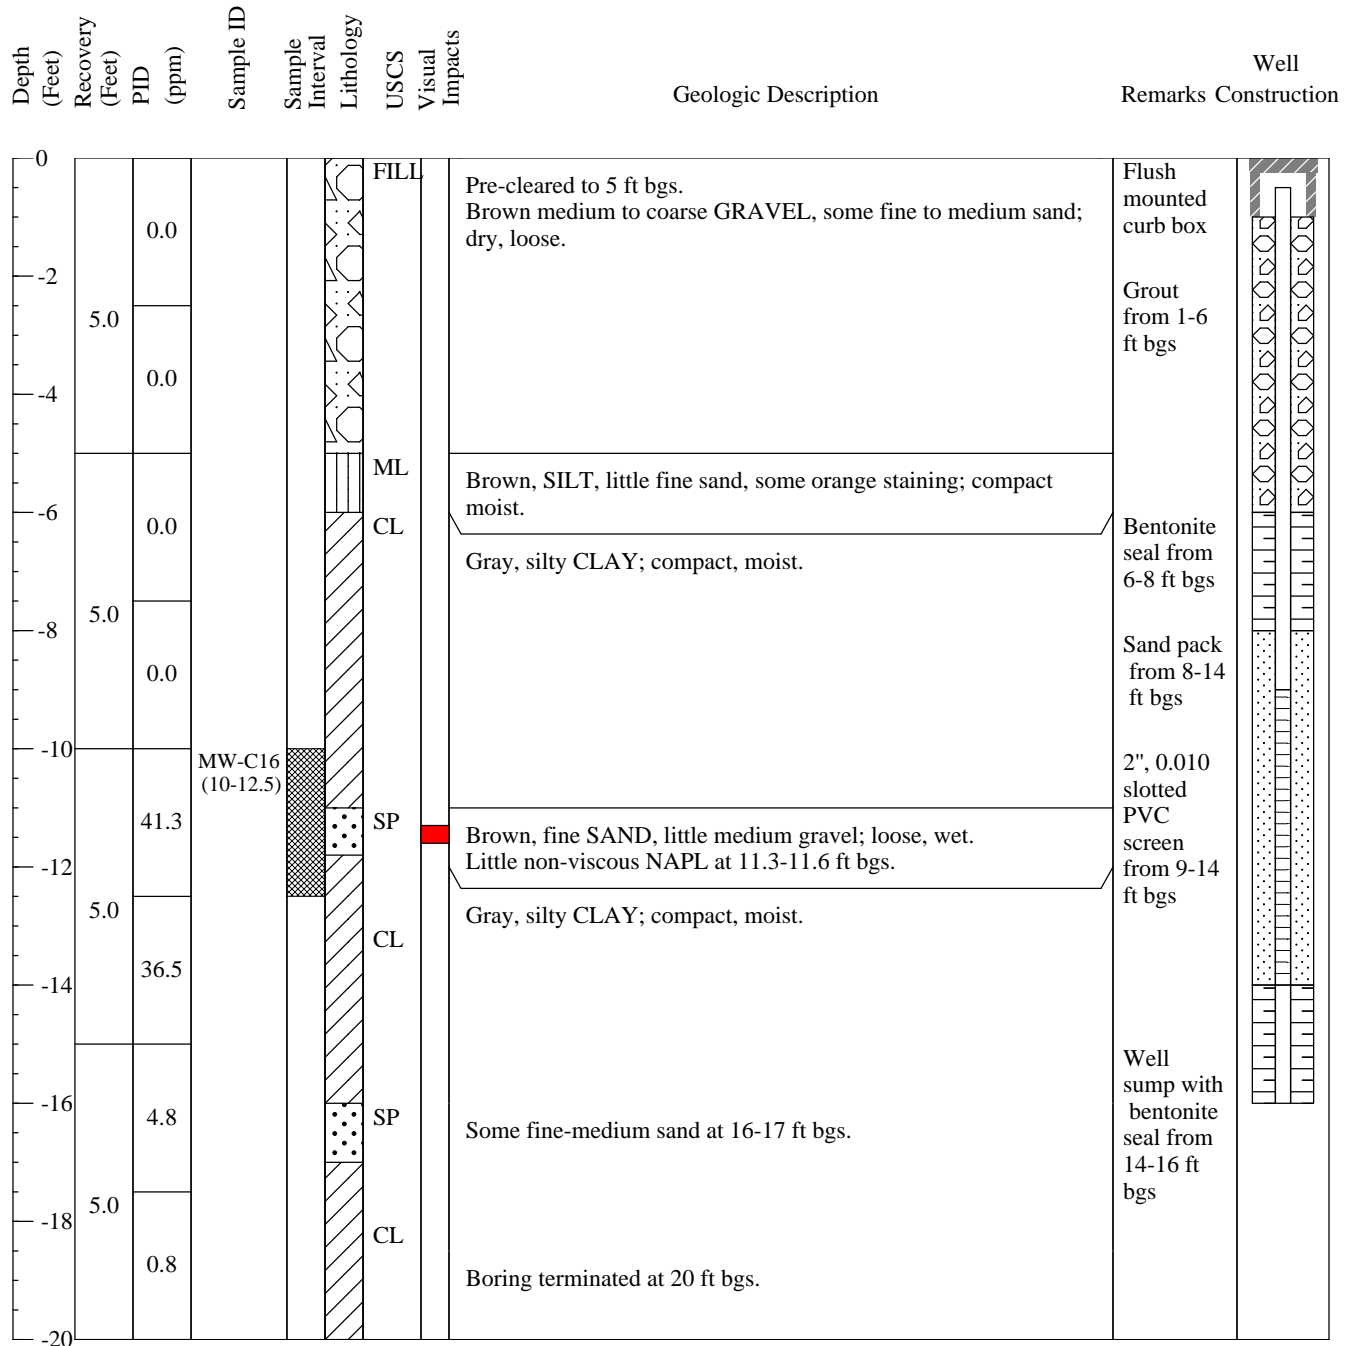 Depth
(Feet)
Recovery
(Feet)
PID
(ppm)
Sample ID
Sample
Interval
Lithology
USCS
Visual
Impacts
Geologic Description
Remarks
Well
Construction
0
-2
-4
-6
-8
-10
-12
-14
-16
-18
-20
5.0
5.0
5.0
5.0
0.0
0.0
0.0
0.0
41.3
36.5
4.8
0.8
MW-C16
(10-12.5)
FILL
ML
CL
SP
CL
SP
CL
Pre-cleared to 5 ft bgs.
Brown medium to coarse GRAVEL, some fine to medium sand;
dry, loose.
Brown, SILT, little fine sand, some orange staining; compact
moist.
Gray, silty CLAY; compact, moist.
Brown, fine SAND, little medium gravel; loose, wet.
Little non-viscous NAPL at 11.3-11.6 ft bgs.
Gray, silty CLAY; compact, moist.
Some fine-medium sand at 16-17 ft bgs.
Boring terminated at 20 ft bgs.
Flush
mounted
curb box
Grout
from 1-6
ft bgs
Bentonite
seal from
6-8 ft bgs
Sand pack
from 8-14
ft bgs
2", 0.010
slotted
PVC
screen
from 9-14
ft bgs
Well
sump with
bentonite
seal from
14-16 ft
bgs